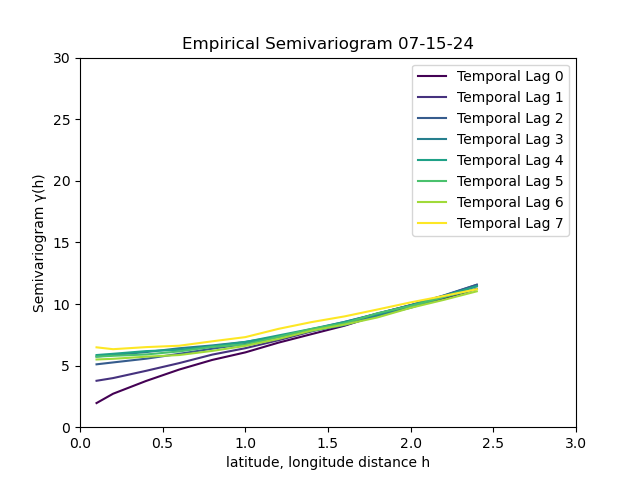 Empirical Semivariogram 07-15-24
Semivariogram γ(h)
30
25
20
15
10
5
0
Temporal Lag 0
Temporal Lag 1
Temporal Lag 2
Temporal Lag 3
Temporal Lag 4
Temporal Lag 5
Temporal Lag 6
Temporal Lag 7
0.0 0.5 1.0 1.5 2.0 2.5 3.0
latitude, longitude distance h